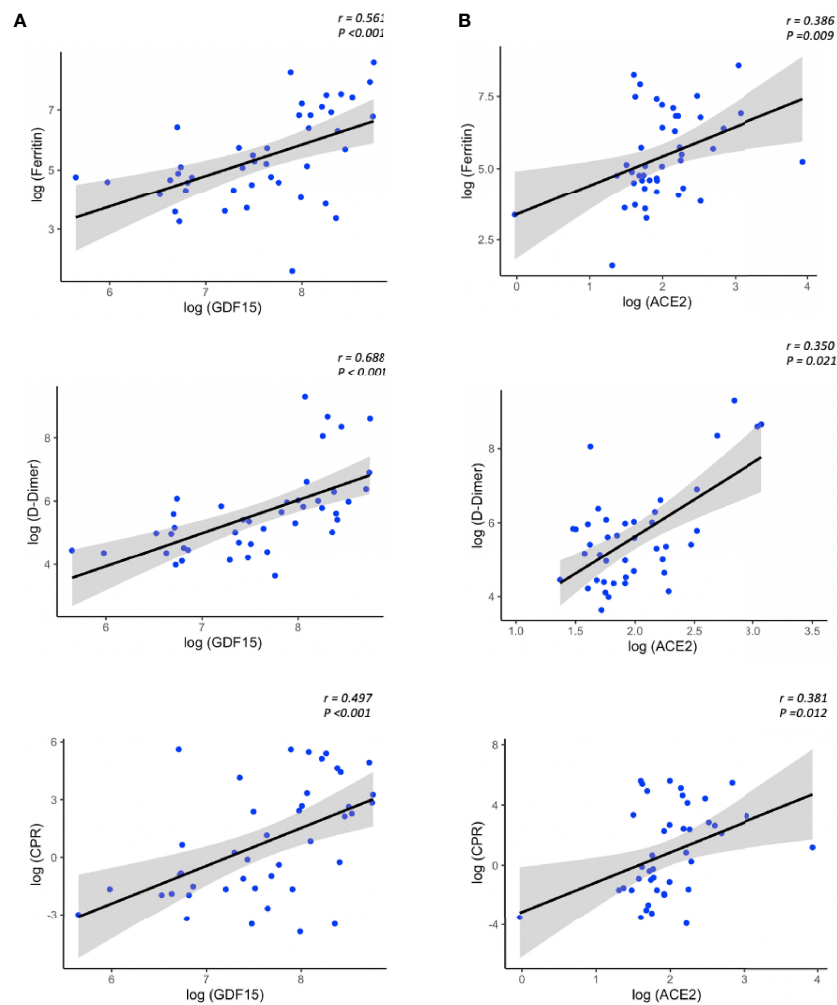 A
r = 0.561
P <0.001
log (Ferritin)
7
5
3
6
7
8
log (GDF15)
B
r = 0.386
P =0.009
log (Ferritin)
7.5
5.0
2.5
0
1
2
3
4
log (ACE2)
r = 0.688
P < 0.001
log (D-Dimer)
8
6
4
6
7
8
log (GDF15)
r = 0.350
P = 0.021
log (D-Dimer)
8
6
4
1.0
1.5
2.0
2.5
3.0
3.5
log (ACE2)
r = 0.497
P <0.001
log (CPR)
6
3
0
-3
6
7
8
log (GDF15)
r = 0.381
P =0.012
log (CPR)
8
4
0
-4
0
1
2
3
4
log (ACE2)